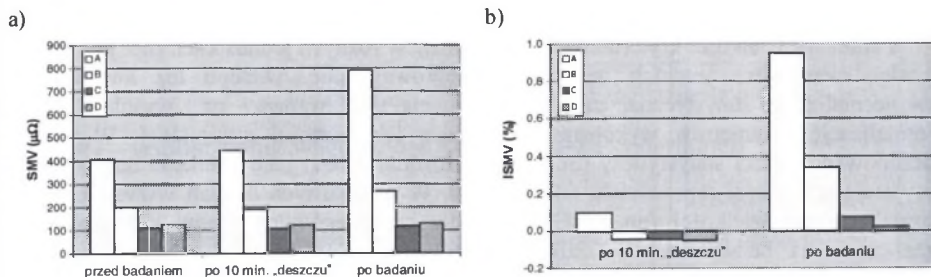 a)
SMV (μΩ)
900
800
700
600
500
400
300
200
100
0
A
B
C
D
przed badaniem
po 10 min. „deszczu”
po badaniu
b)
ISMV (%)
1.0
0.8
0.6
0.4
0.2
0.0
-0.2
A
B
C
D
po 10 min. „deszczu”
po badaniu